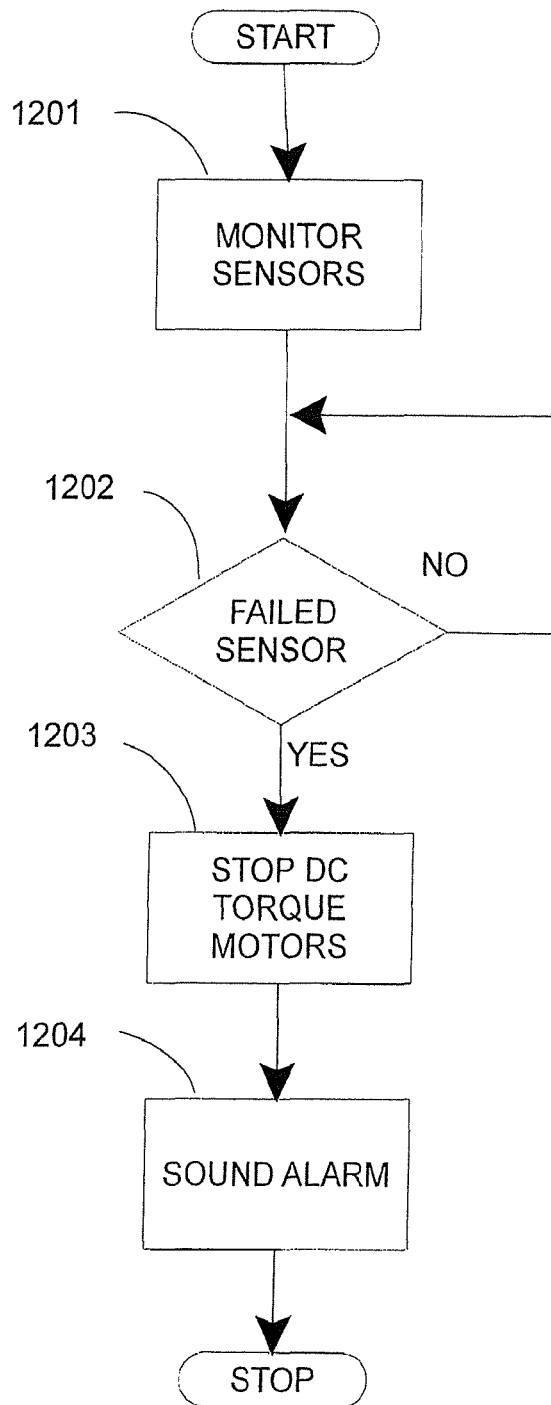 START
1201
MONITOR
SENSORS
1202
NO
FAILED
SENSOR
1203
YES
STOP DC
TORQUE
MOTORS
1204
SOUND ALARM
STOP